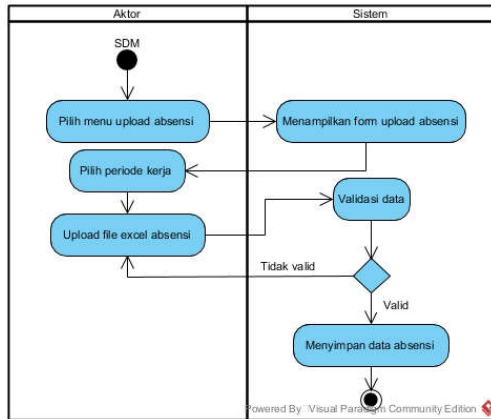 Aktor
Sistem
SDM
Pilih menu upload absensi
Menampilkan form upload absensi
Pilih periode kerja
Validasi data
Upload file excel absensi
Tidak valid
Valid
Menyimpan data absensi
Powered By Visual Paradigm Community Edition